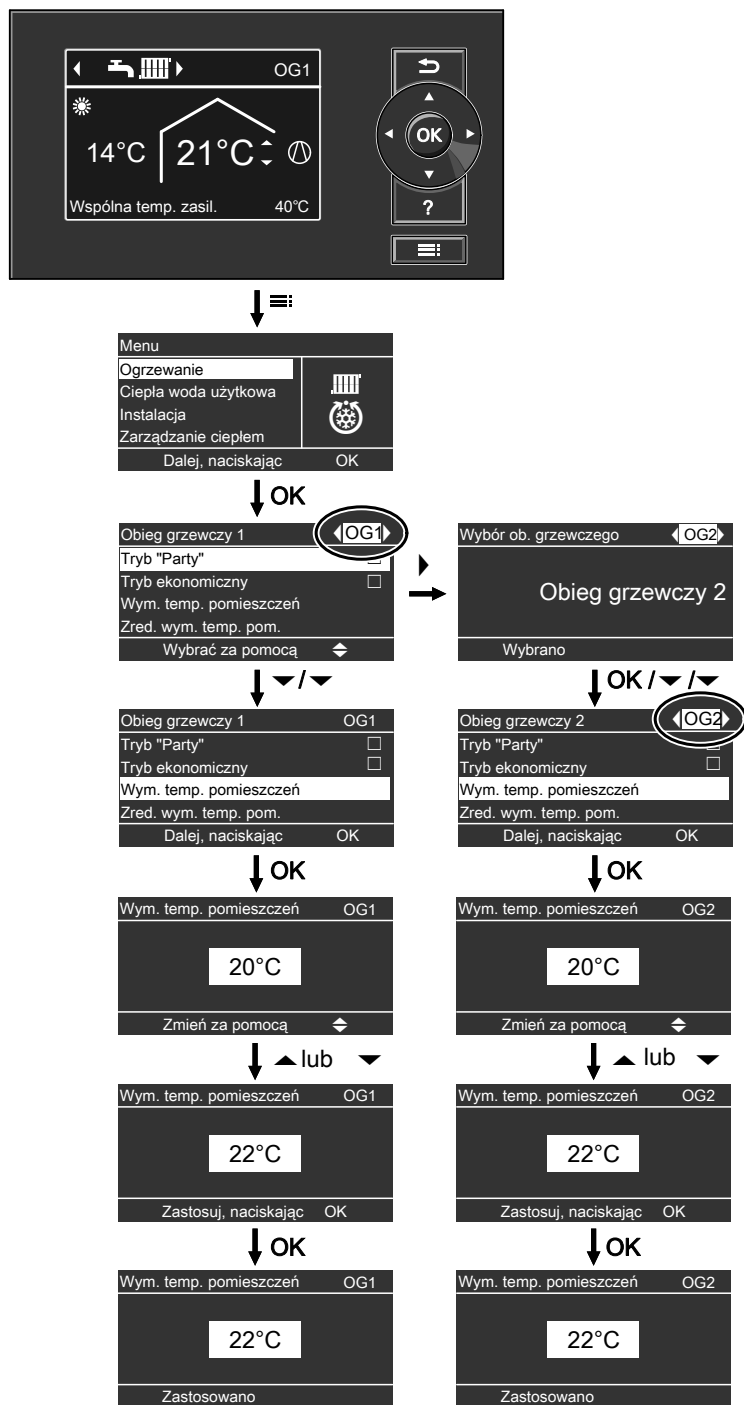 OG1
14°C 21°C
Wspólna temp. zasil. 40°C
OK
?
Menu
Ogrzewanie
Ciepła woda użytkowa
Instalacja
Zarządzanie ciepłem
Dalej, naciskając OK
OK
Obieg grzewczy 1 OG1
Tryb "Party"
Tryb ekonomiczny
Wym. temp. pomieszczeń
Zred. wym. temp. pom.
Wybrać za pomocą
Wybór ob. grzewczego OG2
Obieg grzewczy 2
Wybrano
/
OK / /
Obieg grzewczy 1 OG1
Tryb "Party"
Tryb ekonomiczny
Wym. temp. pomieszczeń
Zred. wym. temp. pom.
Dalej, naciskając OK
Obieg grzewczy 2 OG2
Tryb "Party"
Tryb ekonomiczny
Wym. temp. pomieszczeń
Zred. wym. temp. pom.
Dalej, naciskając OK
OK
OK
Wym. temp. pomieszczeń OG1
20°C
Zmień za pomocą
Wym. temp. pomieszczeń OG2
20°C
Zmień za pomocą
lub
lub
Wym. temp. pomieszczeń OG1
22°C
Zastosuj, naciskając OK
Wym. temp. pomieszczeń OG2
22°C
Zastosuj, naciskając OK
OK
OK
Wym. temp. pomieszczeń OG1
22°C
Zastosowano
Wym. temp. pomieszczeń OG2
22°C
Zastosowano